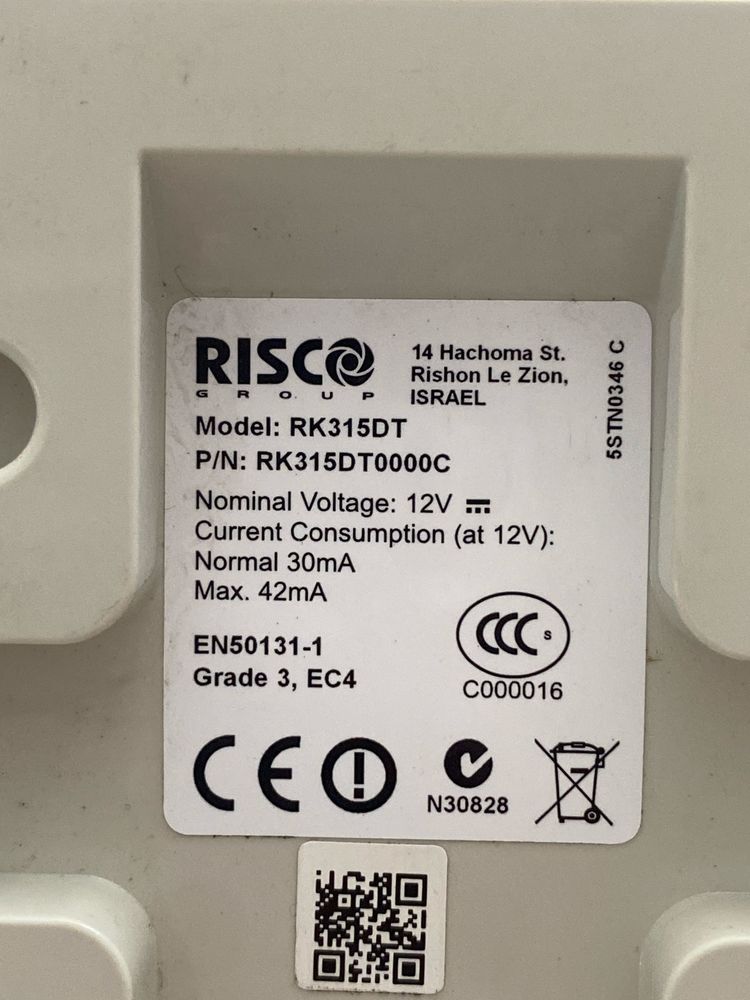 RISCO
GROUP
14 Hachoma St.
Rishon Le Zion,
ISRAEL
5STN0346 C
Model: RK315DT
P/N: RK315DT0000C
Nominal Voltage: 12V
Current Consumption (at 12V):
Normal 30mA
Max. 42mA
EN50131-1
Grade 3, EC4
CCC S
C000016
CE
N30828